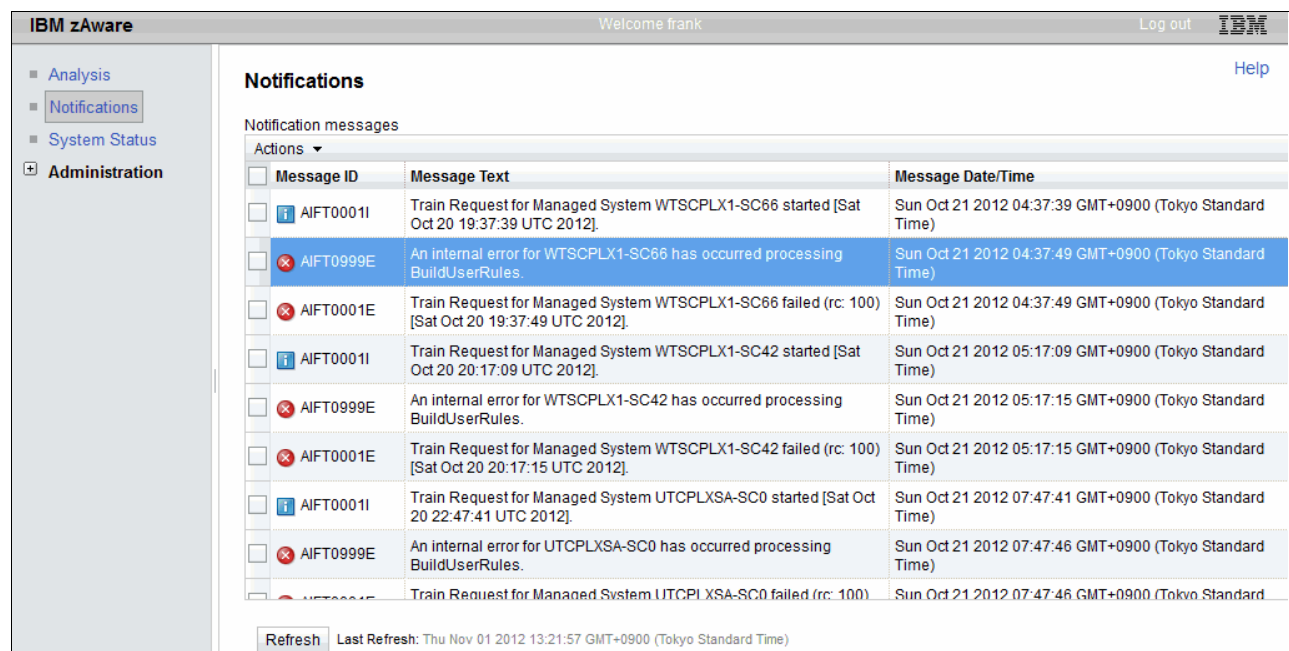 IBM zAware
Welcome frank
Log out
IBM
Analysis
Notifications
System Status
Administration
Help
Notifications
Notification messages
Actions
Message ID
Message Text
Message Date/Time
AIFT0001I
Train Request for Managed System WTSCPLX1-SC66 started [Sat
Oct 20 19:37:39 UTC 2012].
Sun Oct 21 2012 04:37:39 GMT+0900 (Tokyo Standard
Time)
AIFT0999E
An internal error for WTSCPLX1-SC66 has occurred processing
BuildUserRules.
Sun Oct 21 2012 04:37:49 GMT+0900 (Tokyo Standard
Time)
AIFT0001E
Train Request for Managed System WTSCPLX1-SC66 failed (rc: 100)
[Sat Oct 20 19:37:49 UTC 2012].
Sun Oct 21 2012 04:37:49 GMT+0900 (Tokyo Standard
Time)
AIFT0001I
Train Request for Managed System WTSCPLX1-SC42 started [Sat
Oct 20 20:17:09 UTC 2012].
Sun Oct 21 2012 05:17:09 GMT+0900 (Tokyo Standard
Time)
AIFT0999E
An internal error for WTSCPLX1-SC42 has occurred processing
BuildUserRules.
Sun Oct 21 2012 05:17:15 GMT+0900 (Tokyo Standard
Time)
AIFT0001E
Train Request for Managed System WTSCPLX1-SC42 failed (rc: 100)
[Sat Oct 20 20:17:15 UTC 2012].
Sun Oct 21 2012 05:17:15 GMT+0900 (Tokyo Standard
Time)
AIFT0001I
Train Request for Managed System UTCPLXSA-SC0 started [Sat Oct
20 22:47:41 UTC 2012].
Sun Oct 21 2012 07:47:41 GMT+0900 (Tokyo Standard
Time)
AIFT0999E
An internal error for UTCPLXSA-SC0 has occurred processing
BuildUserRules.
Sun Oct 21 2012 07:47:46 GMT+0900 (Tokyo Standard
Time)
Train Request for Managed System UTCPLXSA-SC0 failed (rc: 100)
Sun Oct 21 2012 07:47:46 GMT+0900 (Tokyo Standard
Refresh
Last Refresh: Thu Nov 01 2012 13:21:57 GMT+0900 (Tokyo Standard Time)